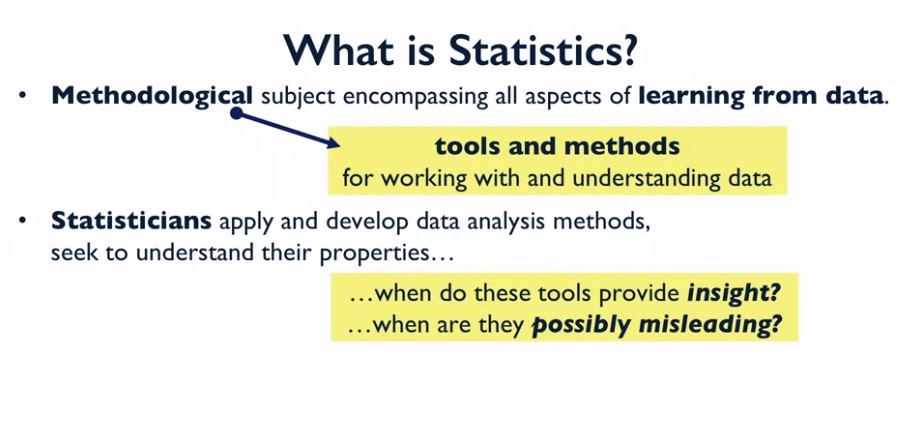 What is Statistics?
• Methodological subject encompassing all aspects of learning from data.
tools and methods
for working with and understanding data
• Statisticians apply and develop data analysis methods,
seek to understand their properties…
…when do these tools provide insight?
…when are they possibly misleading?